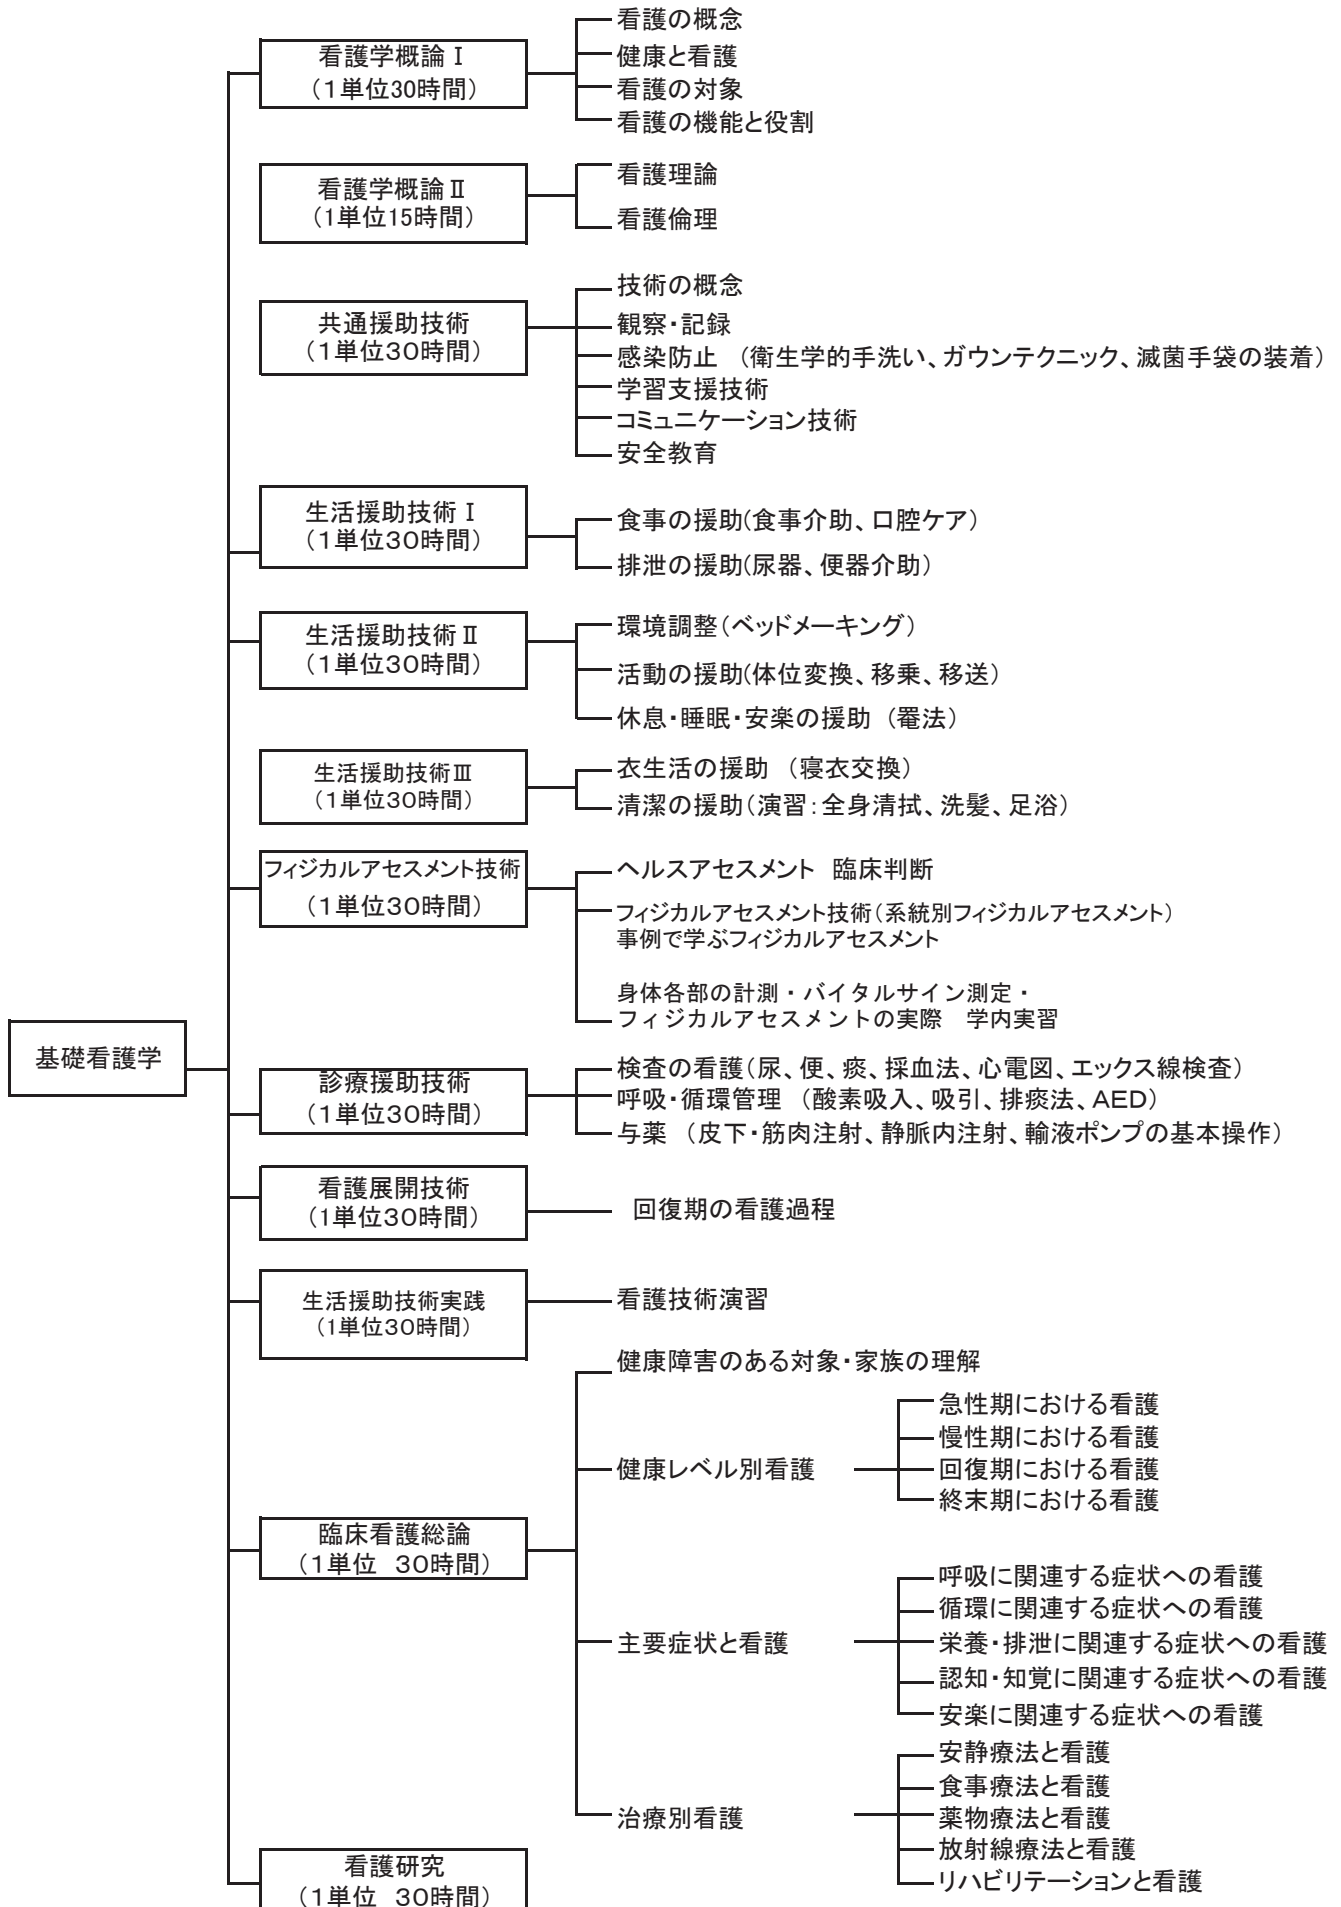 看護学概論Ⅰ
（1単位30時間）
看護の概念
健康と看護
看護の対象
看護の機能と役割
看護学概論Ⅱ
（1単位15時間）
看護理論
看護倫理
共通援助技術
（1単位30時間）
技術の概念
観察・記録
感染防止　（衛生学的手洗い、ガウンテクニック、滅菌手袋の装着）
学習支援技術
コミュニケーション技術
安全教育
生活援助技術Ⅰ
（1単位30時間）
食事の援助（食事介助、口腔ケア）
排泄の援助（尿器、便器介助）
生活援助技術Ⅱ
（1単位30時間）
環境調整（ベッドメーキング）
活動の援助（体位変換、移乗、移送）
休息・睡眠・安楽の援助　（罨法）
生活援助技術Ⅲ
（1単位30時間）
衣生活の援助　（寝衣交換）
清潔の援助（演習：全身清拭、洗髪、足浴）
フィジカルアセスメント技術
（1単位30時間）
ヘルスアセスメント　臨床判断
フィジカルアセスメント技術（系統別フィジカルアセスメント）
事例で学ぶフィジカルアセスメント
身体各部の計測・バイタルサイン測定・
フィジカルアセスメントの実際　学内実習
基礎看護学
診療援助技術
（1単位30時間）
検査の看護（尿、便、痰、採血法、心電図、エックス線検査）
呼吸・循環管理　（酸素吸入、吸引、排痰法、AED）
与薬　（皮下・筋肉注射、静脈内注射、輸液ポンプの基本操作）
看護展開技術
（1単位30時間）
回復期の看護過程
生活援助技術実践
（1単位30時間）
看護技術演習
臨床看護総論
（1単位　30時間）
健康障害のある対象・家族の理解
健康レベル別看護
急性期における看護
慢性期における看護
回復期における看護
終末期における看護
主要症状と看護
呼吸に関連する症状への看護
循環に関連する症状への看護
栄養・排泄に関連する症状への看護
認知・知覚に関連する症状への看護
安楽に関連する症状への看護
治療別看護
安静療法と看護
食事療法と看護
薬物療法と看護
放射線療法と看護
リハビリテーションと看護
看護研究
（1単位　30時間）